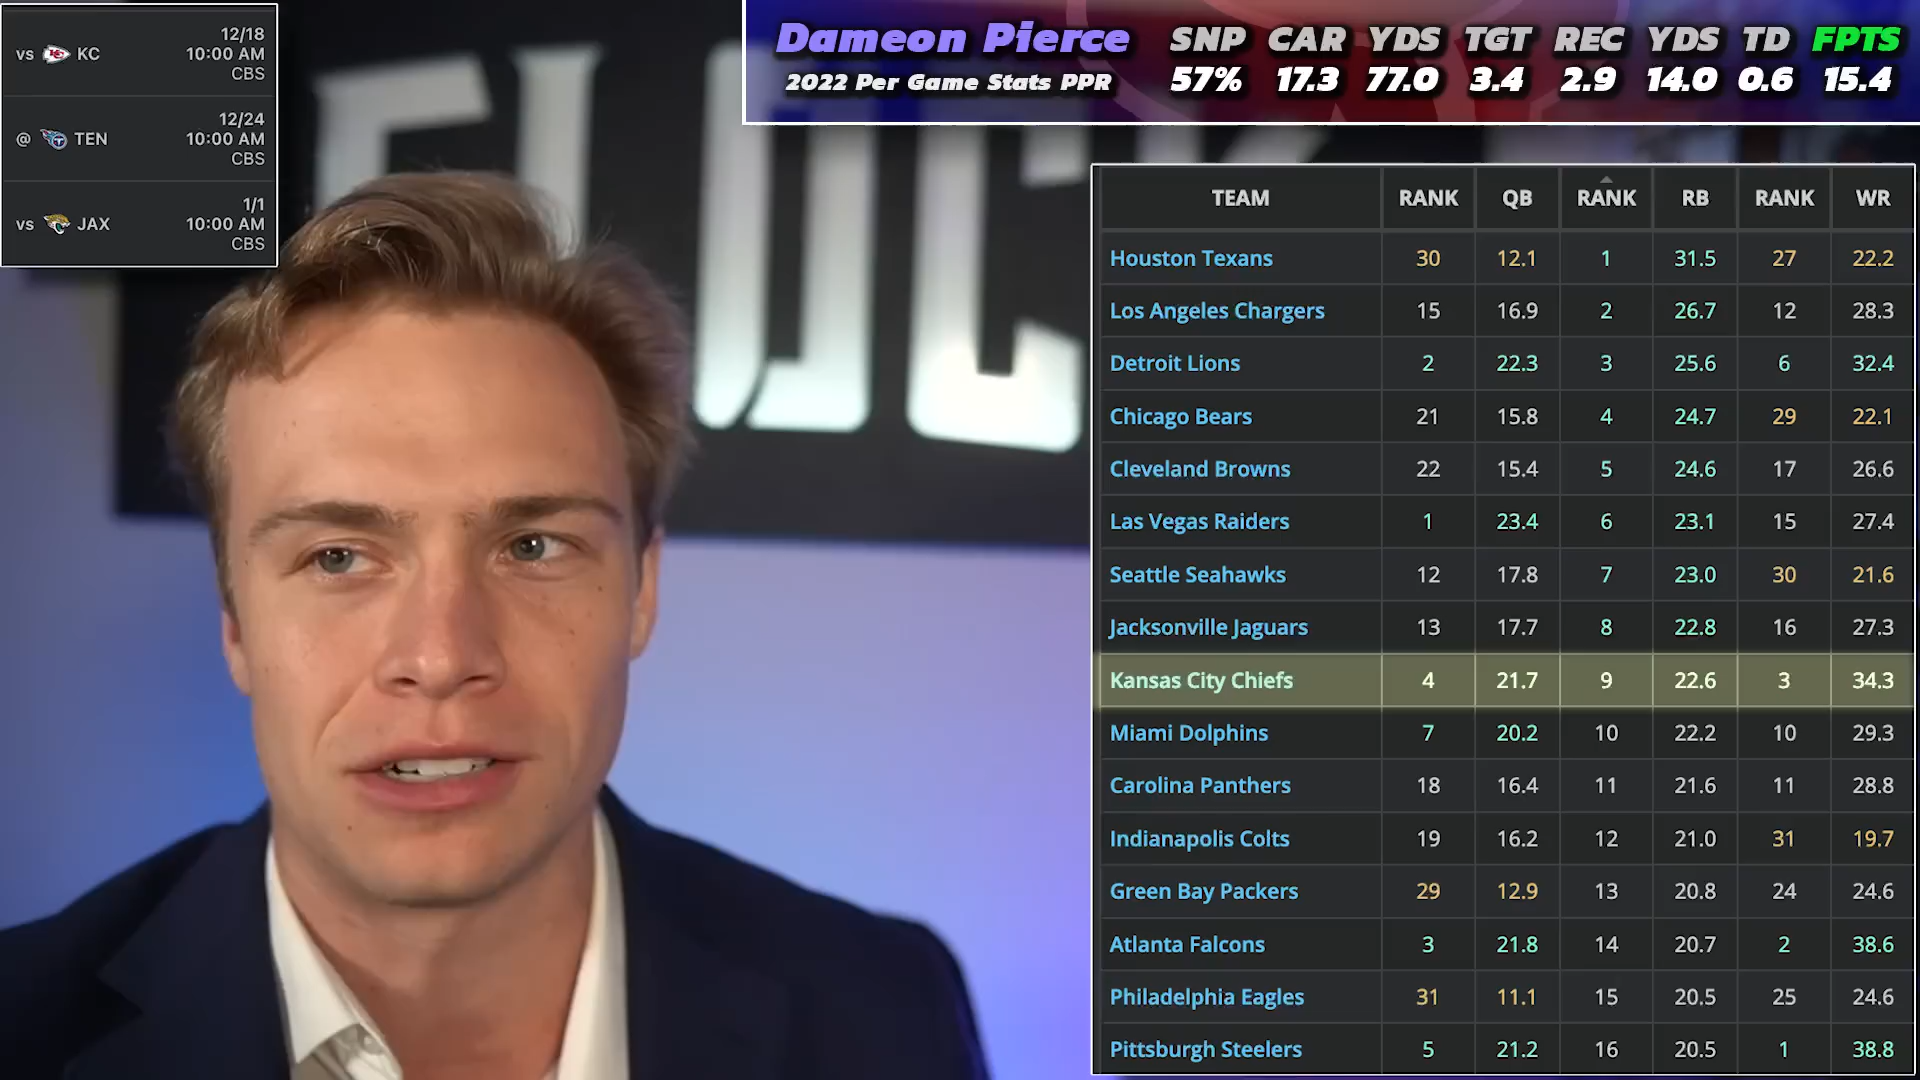 12/18
vs KC 10:00 AM
CBS
12/24
@ TEN 10:00 AM
CBS
1/1
vs JAX 10:00 AM
CBS
Dameon Pierce SNP CAR YDS TGT REC YDS TD FPTS
2022 Per Game Stats PPR 57% 17.3 77.0 3.4 2.9 14.0 0.6 15.4
TEAM RANK QB RANK RB RANK WR
Houston Texans 30 12.1 1 31.5 27 22.2
Los Angeles Chargers 15 16.9 2 26.7 12 28.3
Detroit Lions 2 22.3 3 25.6 6 32.4
Chicago Bears 21 15.8 4 24.7 29 22.1
Cleveland Browns 22 15.4 5 24.6 17 26.6
Las Vegas Raiders 1 23.4 6 23.1 15 27.4
Seattle Seahawks 12 17.8 7 23.0 30 21.6
Jacksonville Jaguars 13 17.7 8 22.8 16 27.3
Kansas City Chiefs 4 21.7 9 22.6 3 34.3
Miami Dolphins 7 20.2 10 22.2 10 29.3
Carolina Panthers 18 16.4 11 21.6 11 28.8
Indianapolis Colts 19 16.2 12 21.0 31 19.7
Green Bay Packers 29 12.9 13 20.8 24 24.6
Atlanta Falcons 3 21.8 14 20.7 2 38.6
Philadelphia Eagles 31 11.1 15 20.5 25 24.6
Pittsburgh Steelers 5 21.2 16 20.5 1 38.8